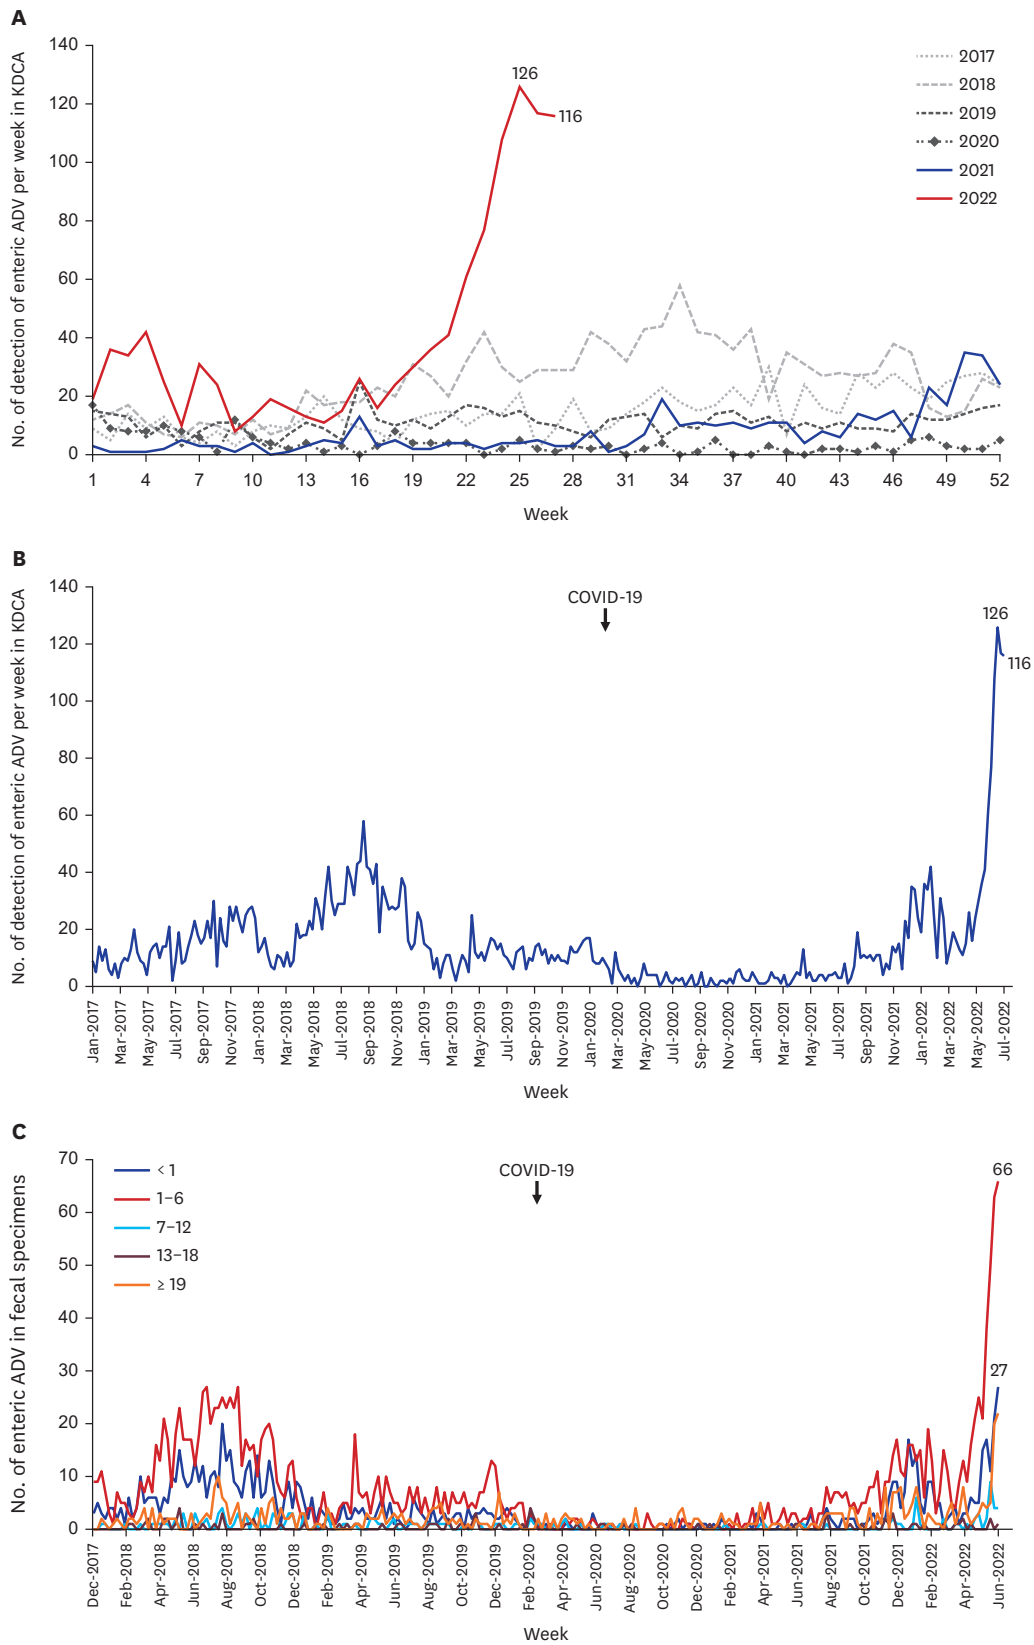 A
No. of detection of enteric ADV per week in KDCA
140
120
100
80
60
40
20
0
126
116
2017
2018
2019
2020
2021
2022
1 4 7 10 13 16 19 22 25 28 31 34 37 40 43 46 49 52
Week
B
No. of detection of enteric ADV per week in KDCA
140
120
100
80
60
40
20
0
COVID-19
126
116
Jan-2017 Mar-2017 May-2017 Jul-2017 Sep-2017 Nov-2017 Jan-2018 Mar-2018 May-2018 Jul-2018 Sep-2018 Nov-2018 Jan-2019 Mar-2019 May-2019 Jul-2019 Sep-2019 Nov-2019 Jan-2020 Mar-2020 May-2020 Jul-2020 Sep-2020 Nov-2020 Jan-2021 Mar-2021 May-2021 Jul-2021 Sep-2021 Nov-2021 Jan-2022 Mar-2022 May-2022 Jul-2022
Week
C
No. of enteric ADV in fecal specimens
70
60
50
40
30
20
10
0
< 1
1–6
7–12
13–18
≥ 19
COVID-19
66
27
Dec-2017 Feb-2018 Apr-2018 Jun-2018 Aug-2018 Oct-2018 Dec-2018 Feb-2019 Apr-2019 Jun-2019 Aug-2019 Oct-2019 Dec-2019 Feb-2020 Apr-2020 Jun-2020 Aug-2020 Oct-2020 Dec-2020 Feb-2021 Apr-2021 Jun-2021 Aug-2021 Oct-2021 Dec-2021 Feb-2022 Apr-2022 Jun-2022
Week